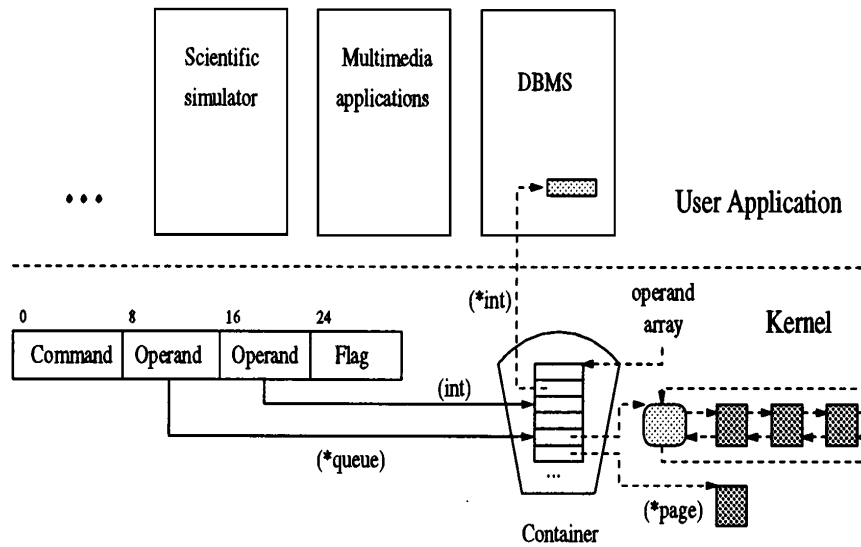 Scientific
simulator
Multimedia
applications
DBMS
...
User Application
(*int)
operand
array
Kernel
0 8 16 24
Command Operand Operand Flag
(int)
(*queue)
...
(*page)
Container